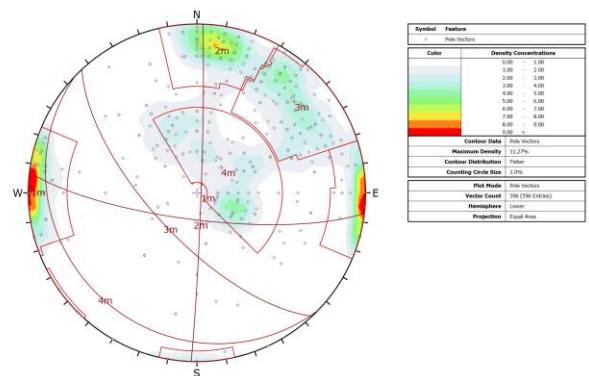 N
2m
3m
4m
W
1m
E
1m
2m
3m
4m
S
Symbol Feature
Pole Vectors
Color Density Concentrations
0.00 - 1.00
1.00 - 2.00
2.00 - 3.00
3.00 - 4.00
4.00 - 5.00
5.00 - 6.00
6.00 - 7.00
7.00 - 8.00
8.00 - 9.00
9.00 <
Contour Data Pole Vectors
Maximum Density 11.27%
Contour Distribution Fisher
Counting Circle Size 1.0%
Plot Mode Pole Vectors
Vector Count 396 (396 Entries)
Hemisphere Lower
Projection Equal Area